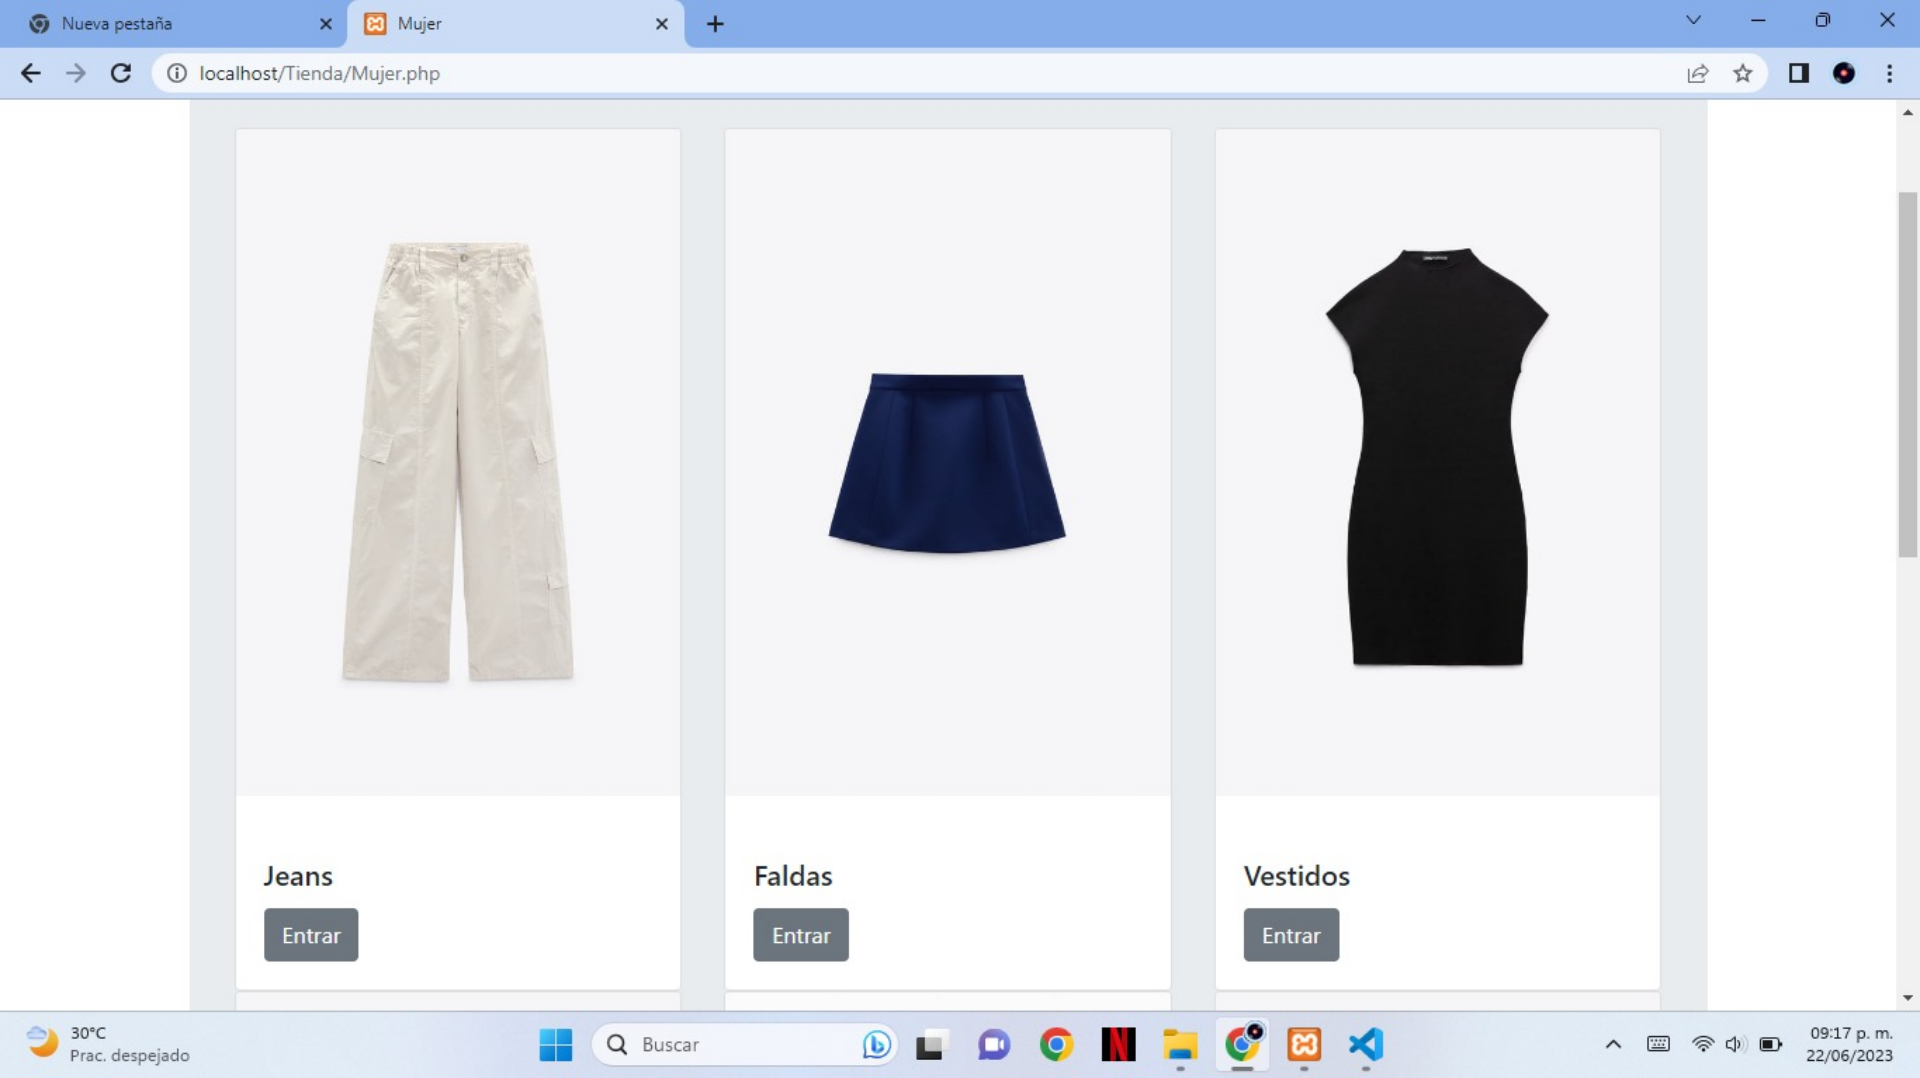 Nueva pestaña
Mujer
localhost/Tienda/Mujer.php
Jeans
Faldas
Vestidos
Entrar
Entrar
Entrar
30°C
Prac. despejado
Buscar
09:17 p. m.
22/06/2023